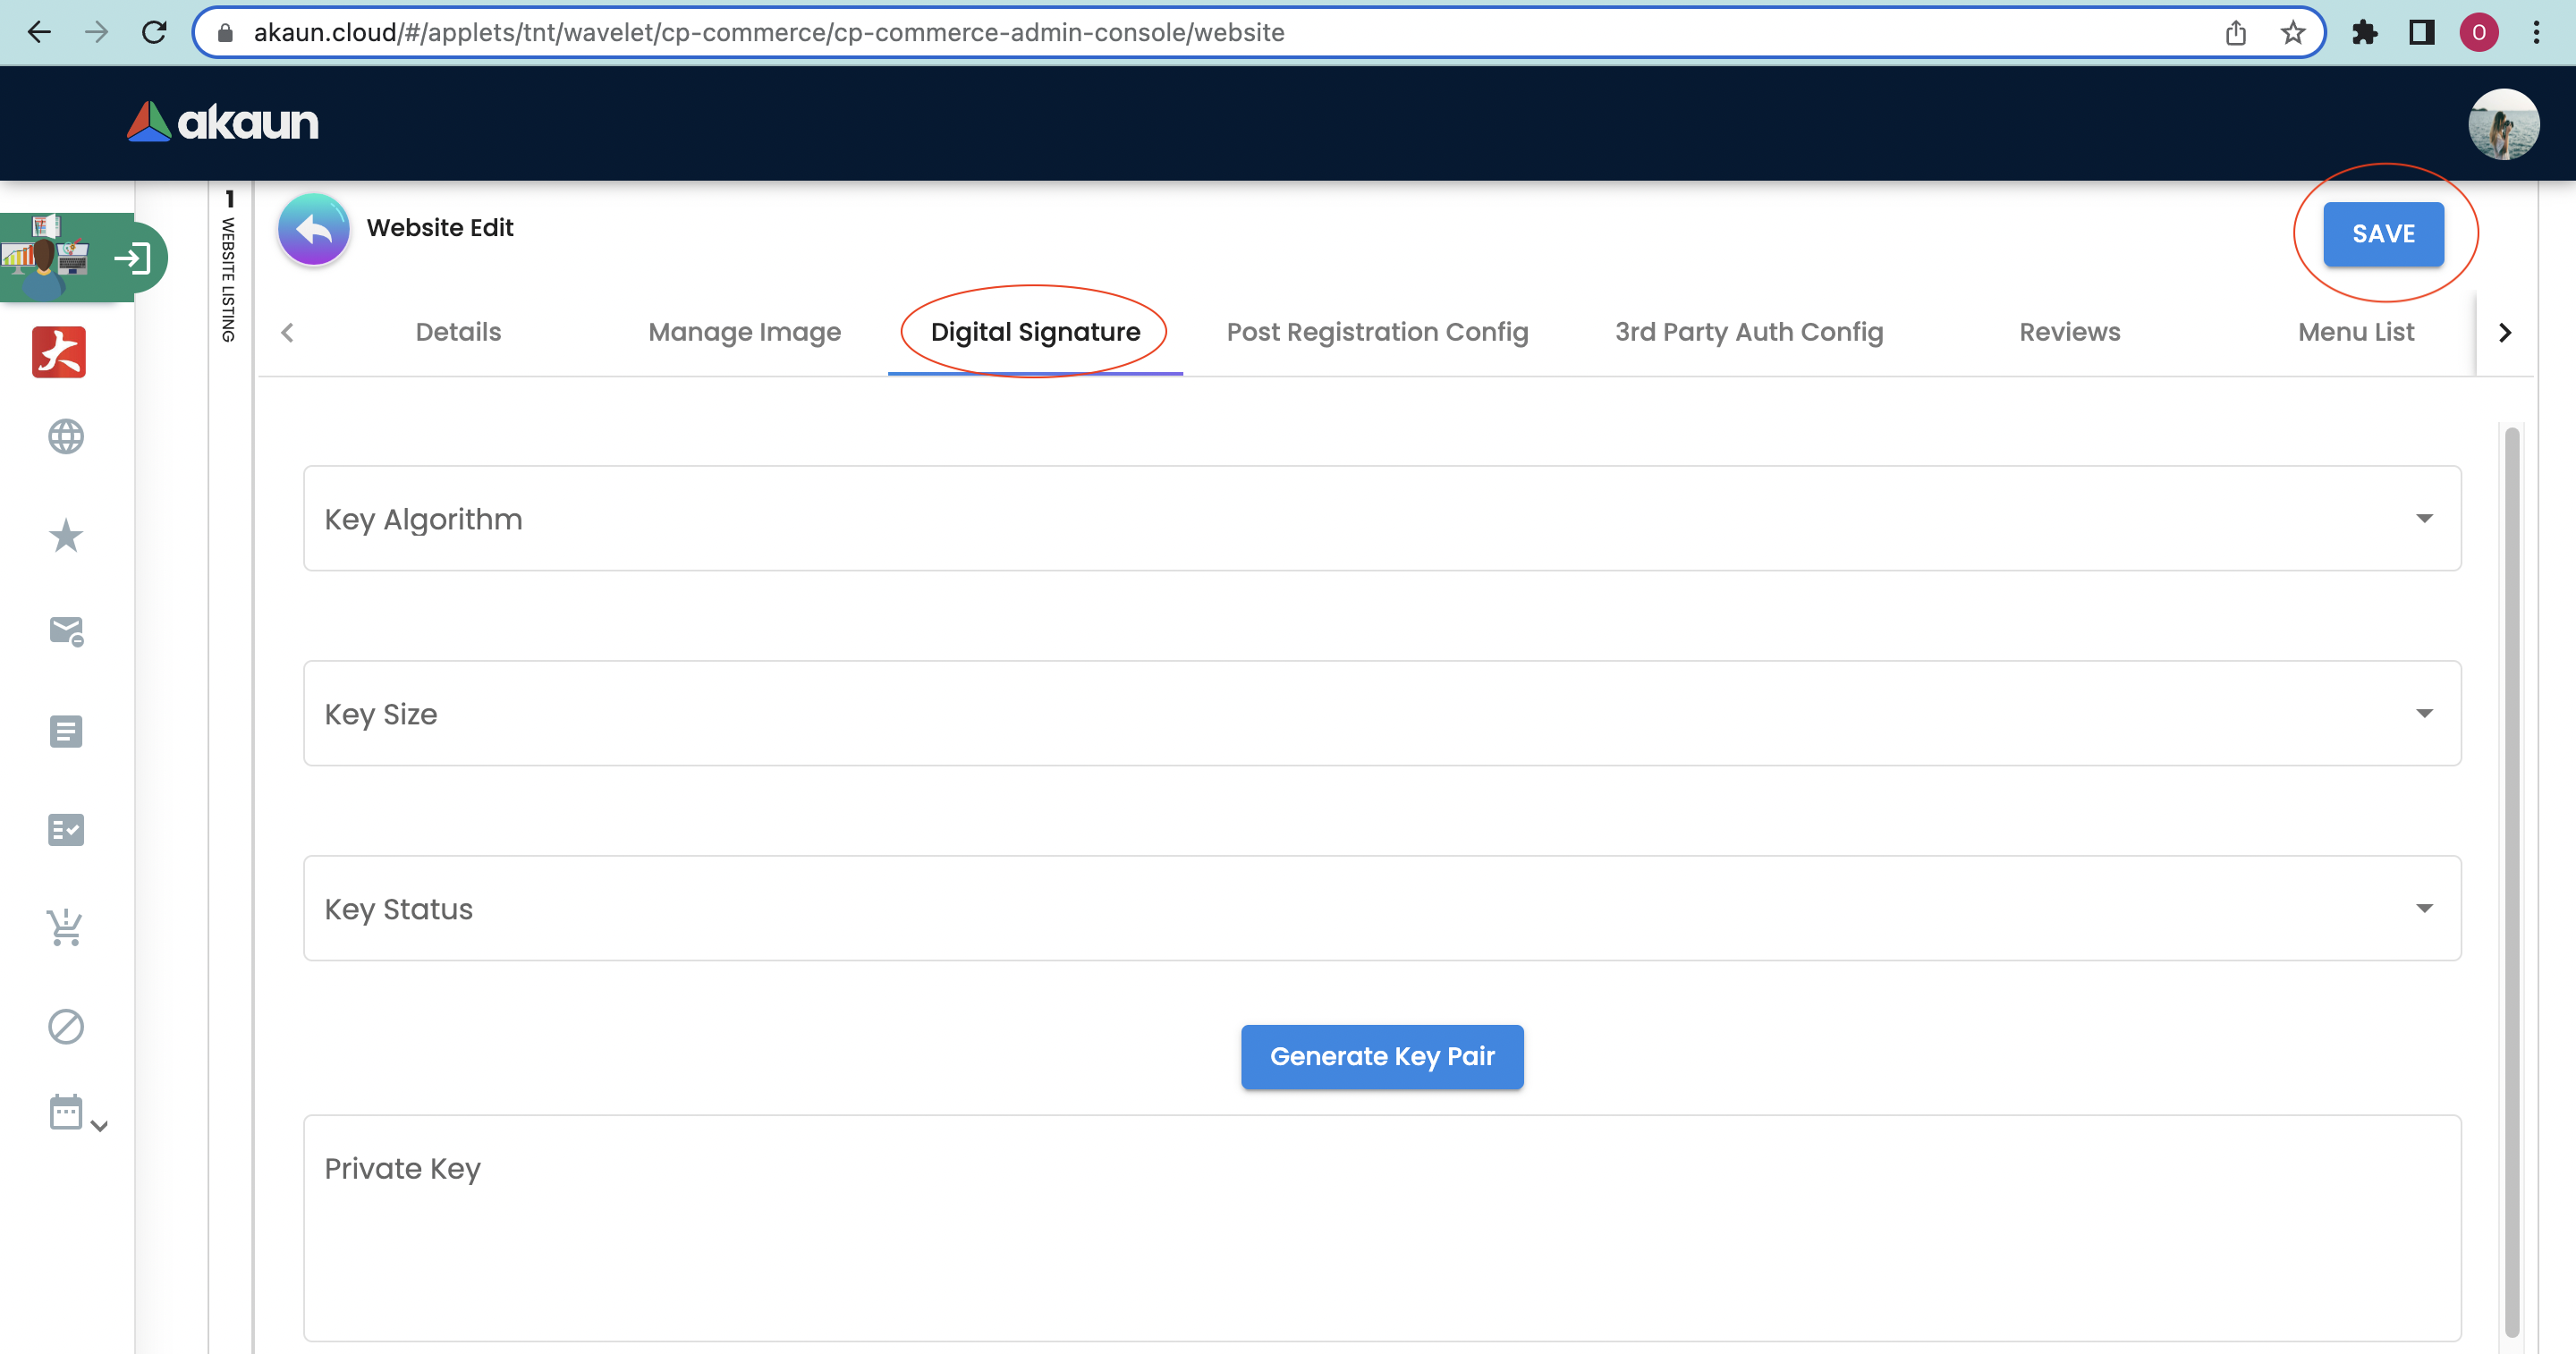 akaun.cloud/#/applets/tnt/wavelet/cp-commerce/cp-commerce-admin-console/website
O
akaun
1
WEBSITE LISTING
Website Edit
SAVE
Details Manage Image Digital Signature Post Registration Config 3rd Party Auth Config Reviews Menu List
Key Algorithm
Key Size
Key Status
Generate Key Pair
Private Key